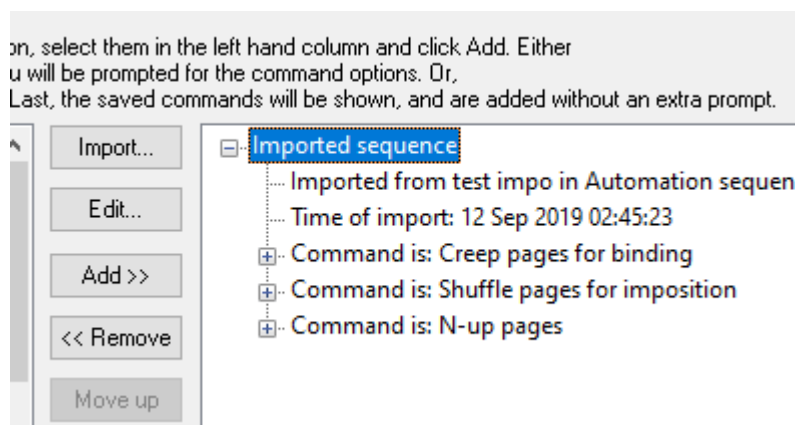 on, select them in the left hand column and click Add. Either
u will be prompted for the command options. Or,
Last, the saved commands will be shown, and are added without an extra prompt.
Import...
Edit...
Add >>
<< Remove
Move up
Imported sequence
Imported from test impo in Automation sequen
Time of import: 12 Sep 2019 02:45:23
Command is: Creep pages for binding
Command is: Shuffle pages for imposition
Command is: N-up pages